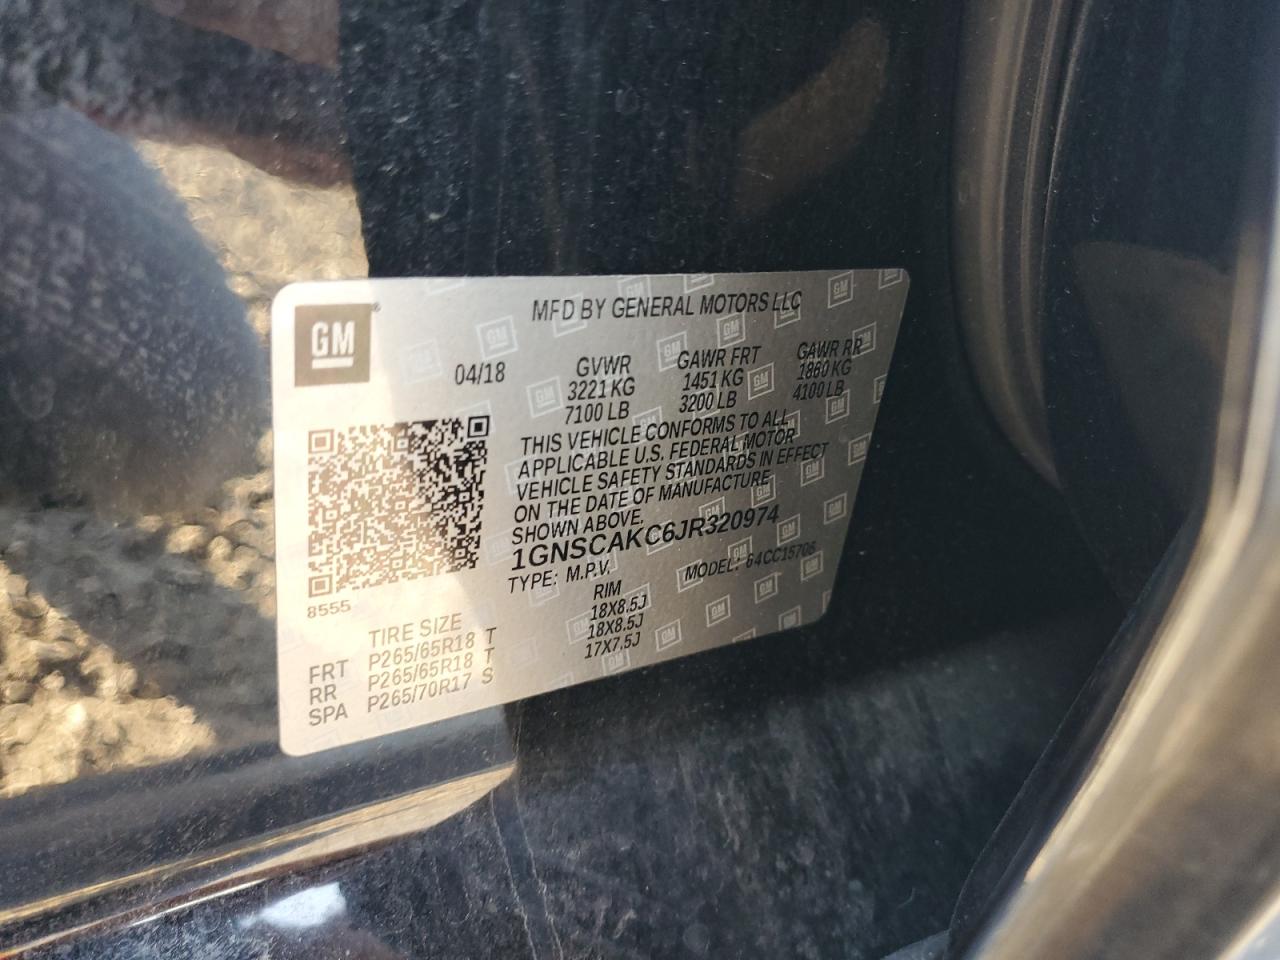 GM®
MFD BY GENERAL MOTORS LLC
04/18 GVWR GAWR FRT GAWR RR
3221 KG 1451 KG 1860 KG
7100 LB 3200 LB 4100 LB
THIS VEHICLE CONFORMS TO ALL
APPLICABLE U.S. FEDERAL MOTOR
VEHICLE SAFETY STANDARDS IN EFFECT
ON THE DATE OF MANUFACTURE
SHOWN ABOVE.
1GNSCAKC6JR320974
TYPE: M.P.V. MODEL: 64CC15706
8555
TIRE SIZE RIM
FRT P265/65R18 T 18X8.5J
RR P265/65R18 T 18X8.5J
SPA P265/70R17 S 17X7.5J